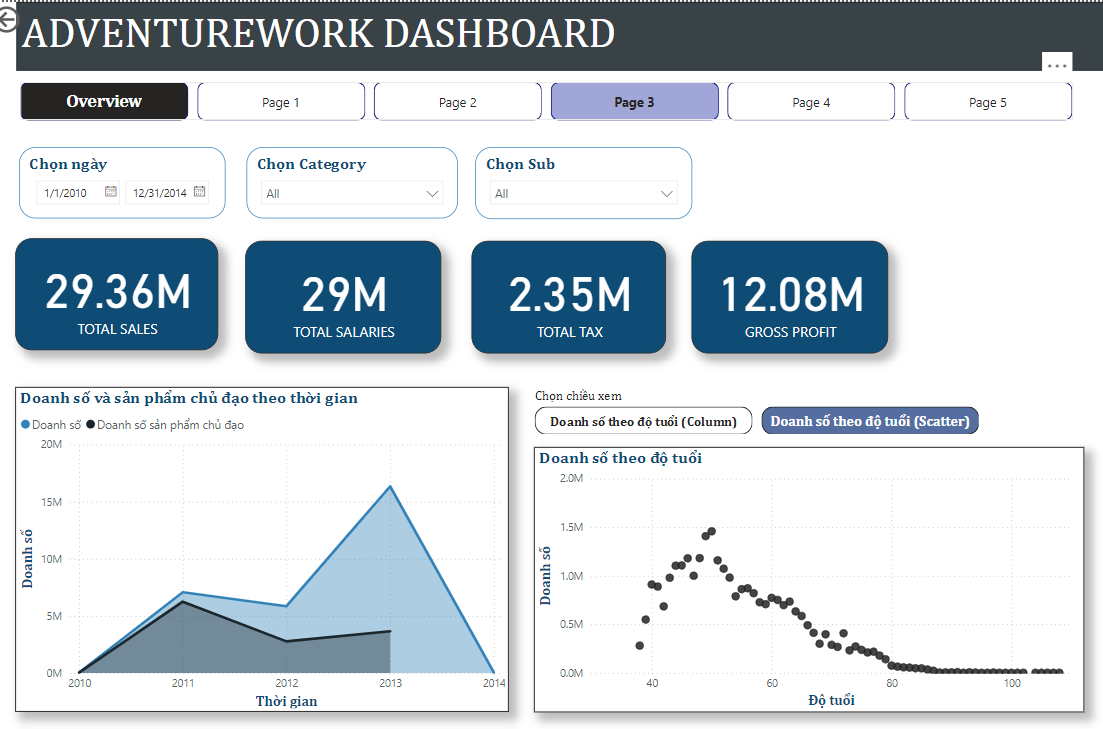 ADVENTUREWORK DASHBOARD
Overview
Page 1
Page 2
Page 3
Page 4
Page 5
Chọn ngày
1/1/2010
12/31/2014
Chọn Category
All
Chọn Sub
All
29.36M
TOTAL SALES
29M
TOTAL SALARIES
2.35M
TOTAL TAX
12.08M
GROSS PROFIT
Doanh số và sản phẩm chủ đạo theo thời gian
Doanh số
Doanh số sản phẩm chủ đạo
20M
15M
10M
5M
0M
Doanh số
2010
2011
2012
2013
2014
Thời gian
Chọn chiều xem
Doanh số theo độ tuổi (Column)
Doanh số theo độ tuổi (Scatter)
Doanh số theo độ tuổi
2.0M
1.5M
1.0M
0.5M
0.0M
Doanh số
40
60
80
100
Độ tuổi